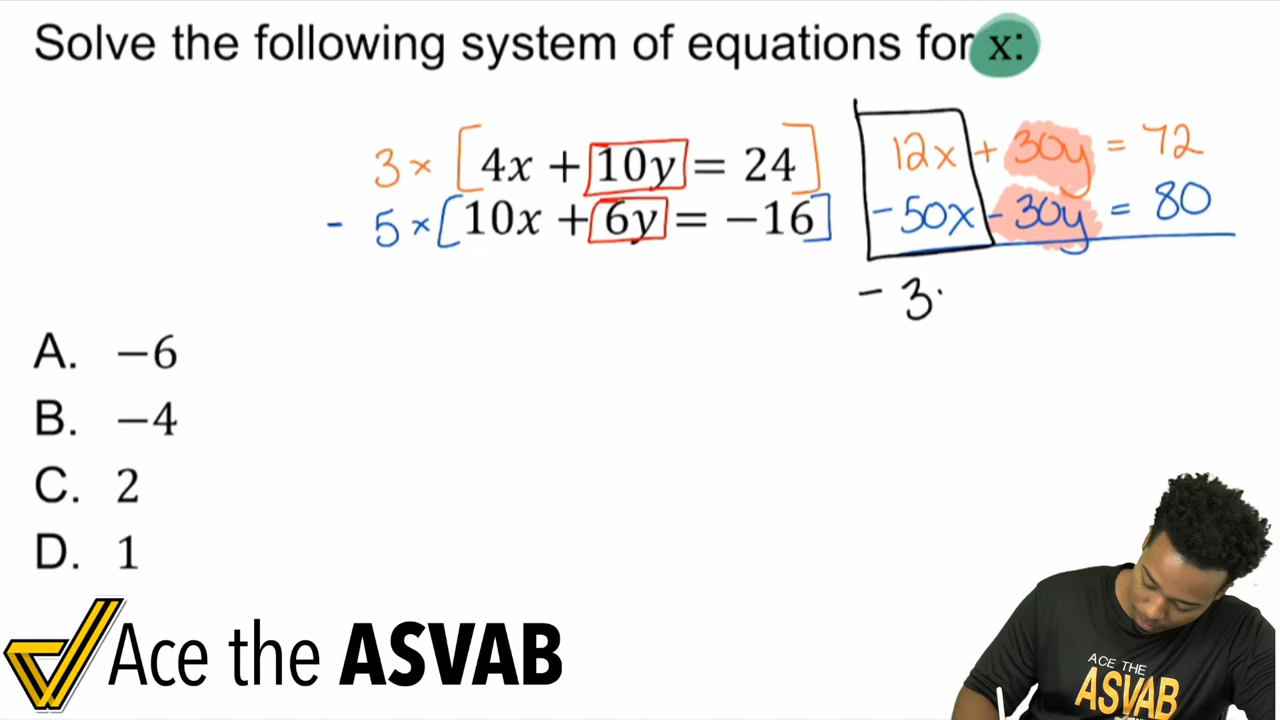 Solve the following system of equations for x:
3 × [4x + 10y = 24]
- 5 × [10x + 6y = −16]
12x + 30y = 72
- 50x - 30y = 80
- 3
A. −6
B. −4
C. 2
D. 1
Ace the ASVAB
ACE THE
ASVAB